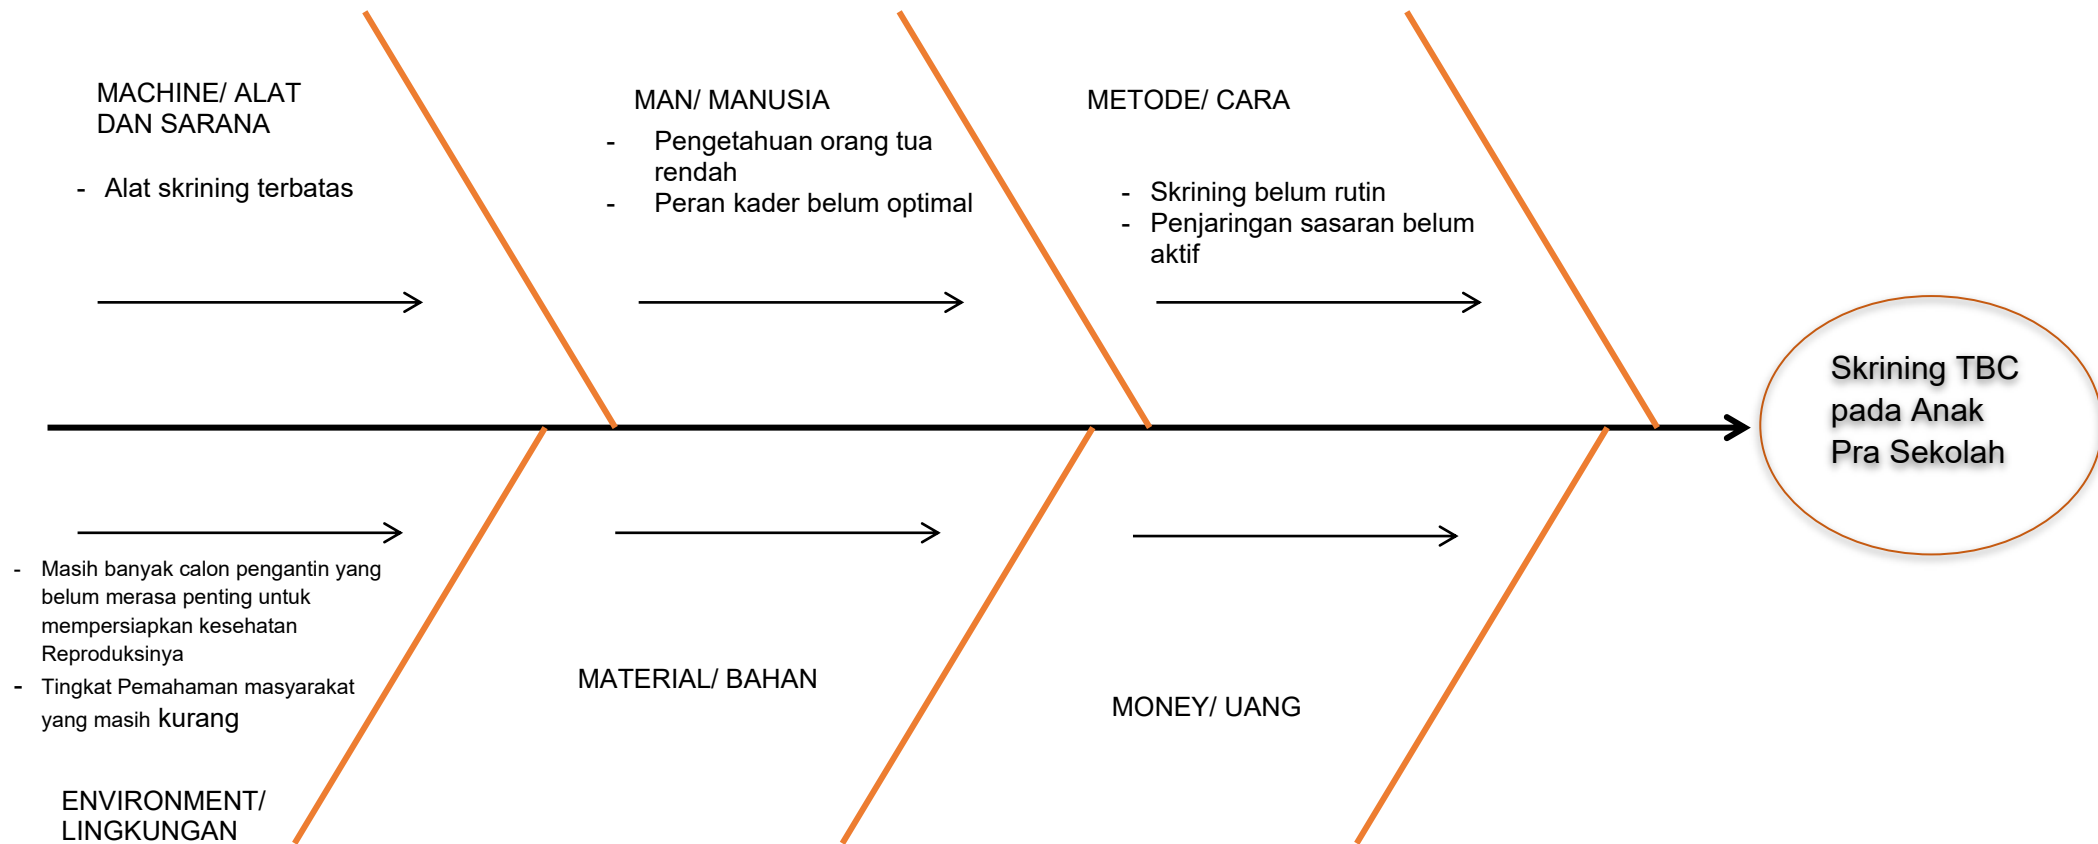 MACHINE/ ALAT
DAN SARANA
- Alat skrining terbatas
MAN/ MANUSIA
- Pengetahuan orang tua
rendah
- Peran kader belum optimal
METODE/ CARA
- Skrining belum rutin
- Penjaringan sasaran belum
aktif
Skrining TBC
pada Anak
Pra Sekolah
- Masih banyak calon pengantin yang
belum merasa penting untuk
mempersiapkan kesehatan
Reproduksinya
- Tingkat Pemahaman masyarakat
yang masih kurang
ENVIRONMENT/
LINGKUNGAN
MATERIAL/ BAHAN
MONEY/ UANG